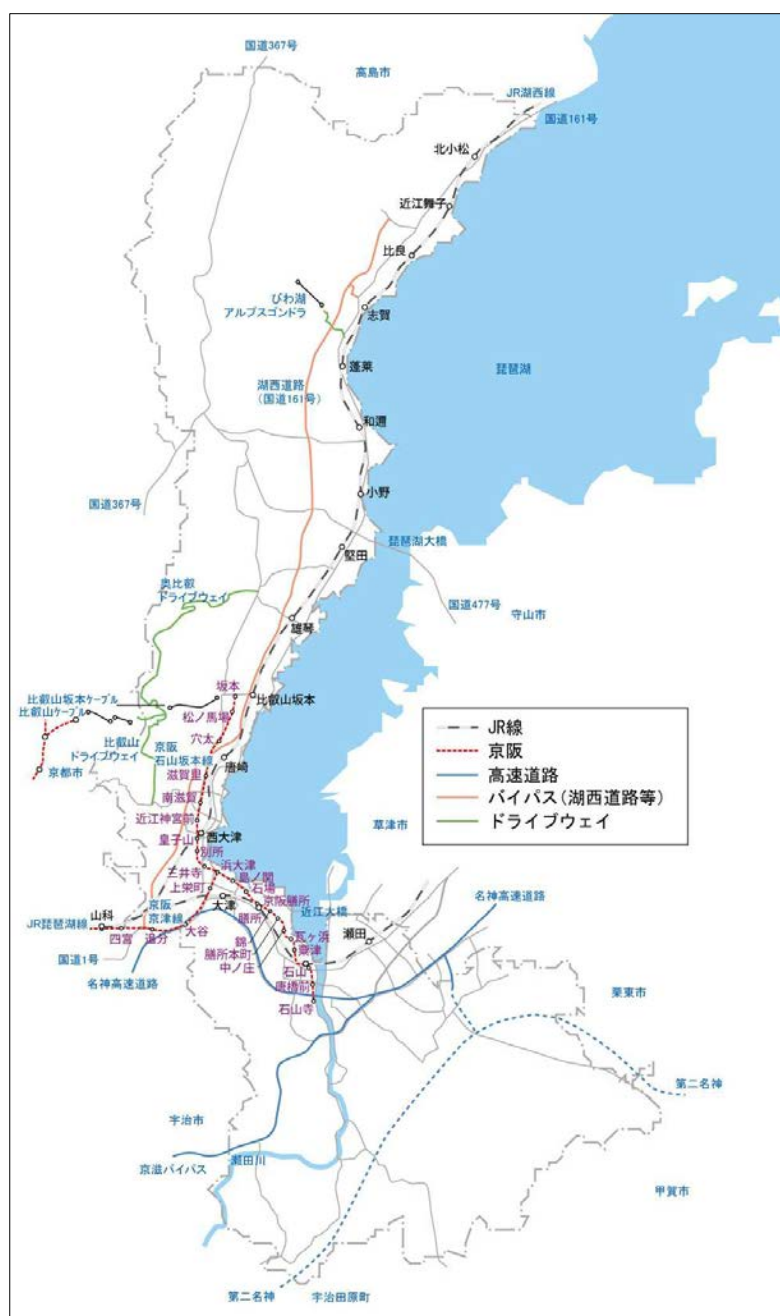 国道367号
高島市
JR湖西線
国道161号
北小松
近江舞子
比良
びわ湖
アルプスゴンドラ
志賀
蓬莱
琵琶湖
湖西道路
(国道161号)
和邇
国道367号
小野
琵琶湖大橋
堅田
奥比叡
ドライブウェイ
国道477号
守山市
雄琴
坂本
比叡山坂本ケーブル
比叡山坂本
比叡山ケーブル
松ノ馬場
比叡山
ドライブウェイ
穴太
京阪
石山坂本線
唐崎
京都市
滋賀里
南滋賀
近江神宮前
西大津
皇子山
別所
JR線
京阪
高速道路
バイパス(湖西道路等)
ドライブウェイ
草津市
三井寺
浜大津
島ノ関
上栄町
石場
名神高速道路
京阪
京津線
大津
京阪膳所
近江大橋
膳所
JR琵琶湖線
山科
四宮
追分
大谷
錦
瓦ヶ浜
瀬田
膳所本町
粟津
中ノ庄
石山
国道1号
唐橋前
名神高速道路
石山寺
栗東市
第二名神
宇治市
京滋バイパス
瀬田川
甲賀市
第二名神
宇治田原町